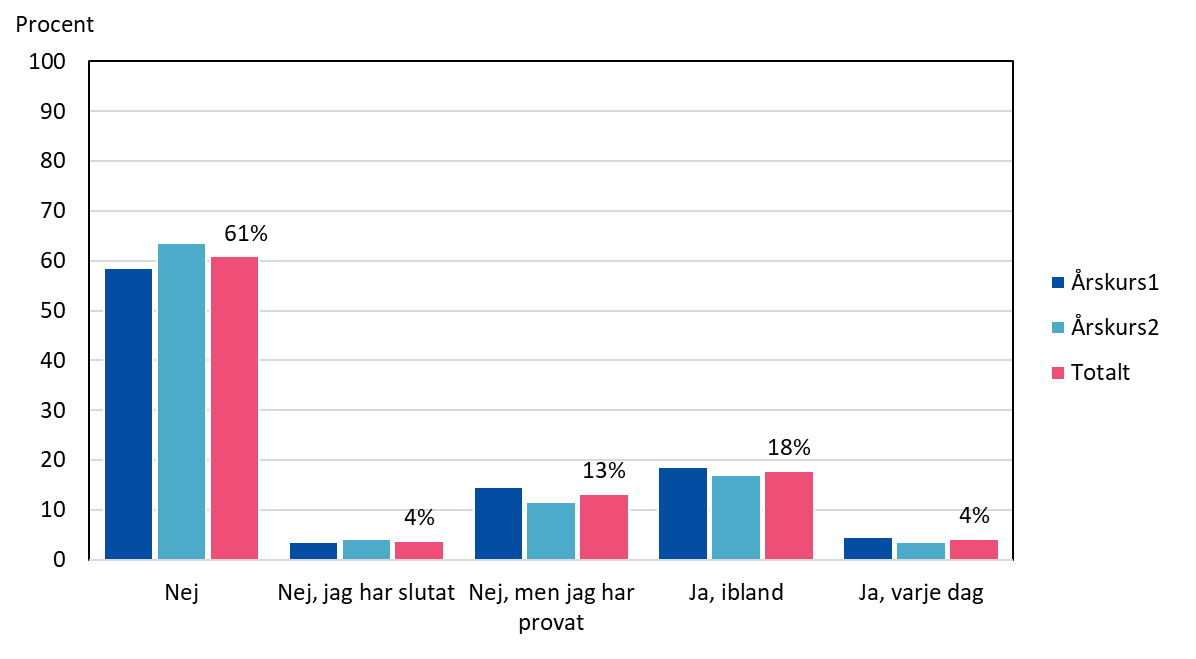 Procent
100
90
80
70
60
50
40
30
20
10
0
61%
4%
13%
18%
4%
Nej
Nej, jag har slutat
Nej, men jag har
provat
Ja, ibland
Ja, varje dag
Årskurs1
Årskurs2
Totalt